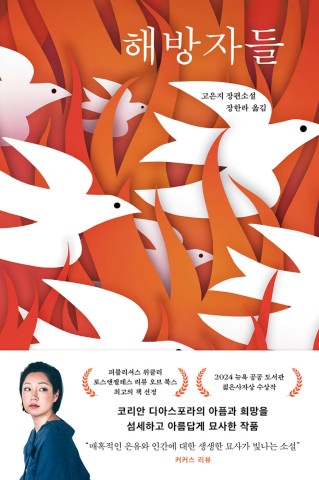 해방자들
고은지 장편소설
장한라 옮김
퍼블리셔스 위클리
로스앤젤레스 리뷰 오브 북스
최고의 책 선정
2024 뉴욕 공공 도서관
젊은사자상 수상작
코리안 디아스포라의 아픔과 희망을
섬세하고 아름답게 묘사한 작품
“매혹적인 은유와 인간에 대한 생생한 묘사가 빛나는 소설”
커커스 리뷰